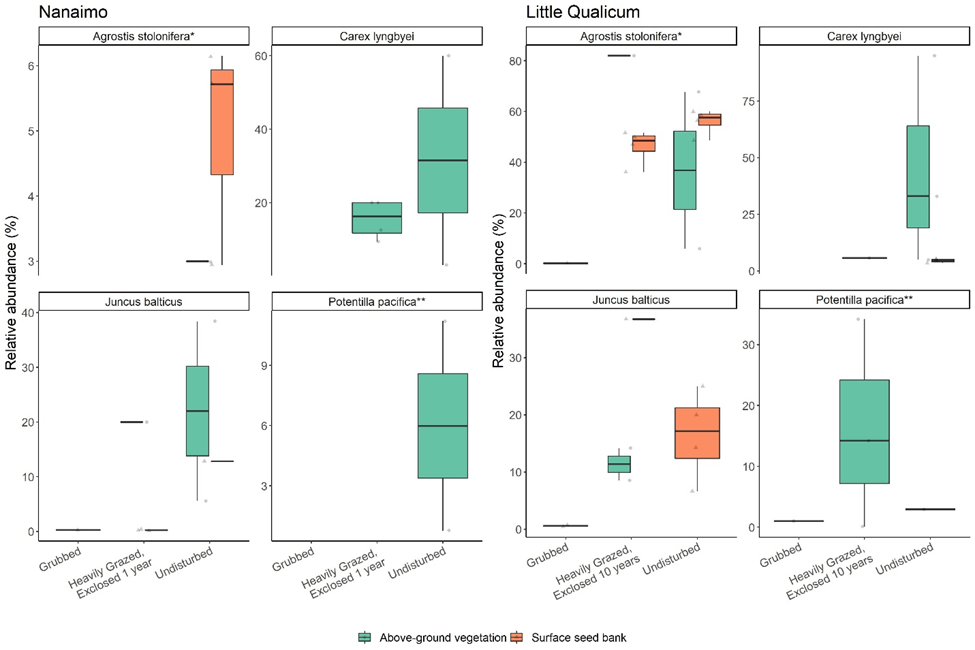 Nanaimo
Little Qualicum
Agrostis stolonifera*
Carex lyngbyei
Agrostis stolonifera*
Carex lyngbyei
6
5
4
3
60
40
20
80
60
40
20
0
75
50
25
0
Relative abundance (%)
Relative abundance (%)
Juncus balticus
Potentilla pacifica**
Juncus balticus
Potentilla pacifica**
40
30
20
10
0
9
6
3
30
20
10
0
30
20
10
0
Grubbed
Heavily Grazed,
Exclosed 1 year
Undisturbed
Grubbed
Heavily Grazed,
Exclosed 1 year
Undisturbed
Grubbed
Heavily Grazed,
Exclosed 10 years
Undisturbed
Grubbed
Heavily Grazed,
Exclosed 10 years
Undisturbed
Above-ground vegetation
Surface seed bank